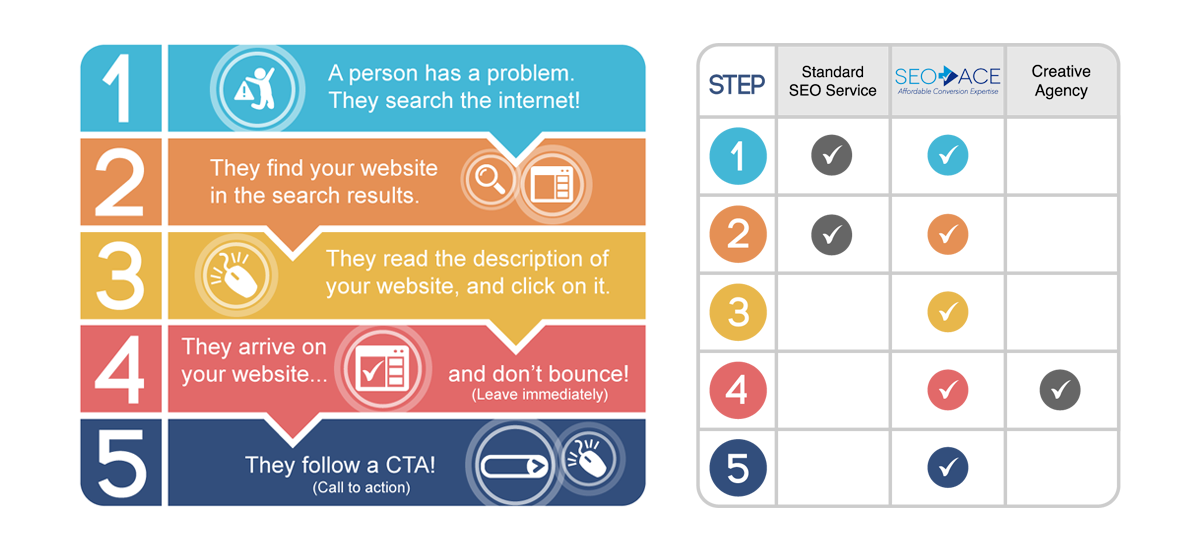 1
A person has a problem.
They search the internet!
2
They find your website
in the search results.
3
They read the description of
your website, and click on it.
4
They arrive on
your website...
and don't bounce!
(Leave immediately)
5
They follow a CTA!
(Call to action)
STEP
Standard
SEO Service
SEO ACE
Affordable Conversion Expertise
Creative
Agency
1
2
3
4
5